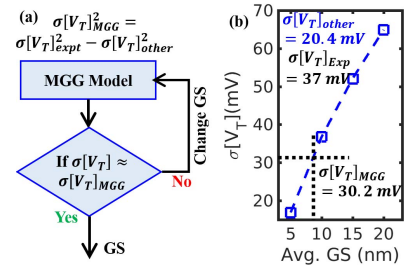 (a) σ[V_T]²_MGG =
σ[V_T]²_expt − σ[V_T]²_other
MGG Model
Change GS
If σ[V_T] ≈
σ[V_T]_MGG
No
Yes
GS
(b)
σ[V_T]_other
= 20.4 mV
σ[V_T]_Exp
= 37 mV
σ[V_T]_MGG
= 30.2 mV
σ[V_T](mV)
70
60
50
40
30
20
5 10 15 20
Avg. GS (nm)